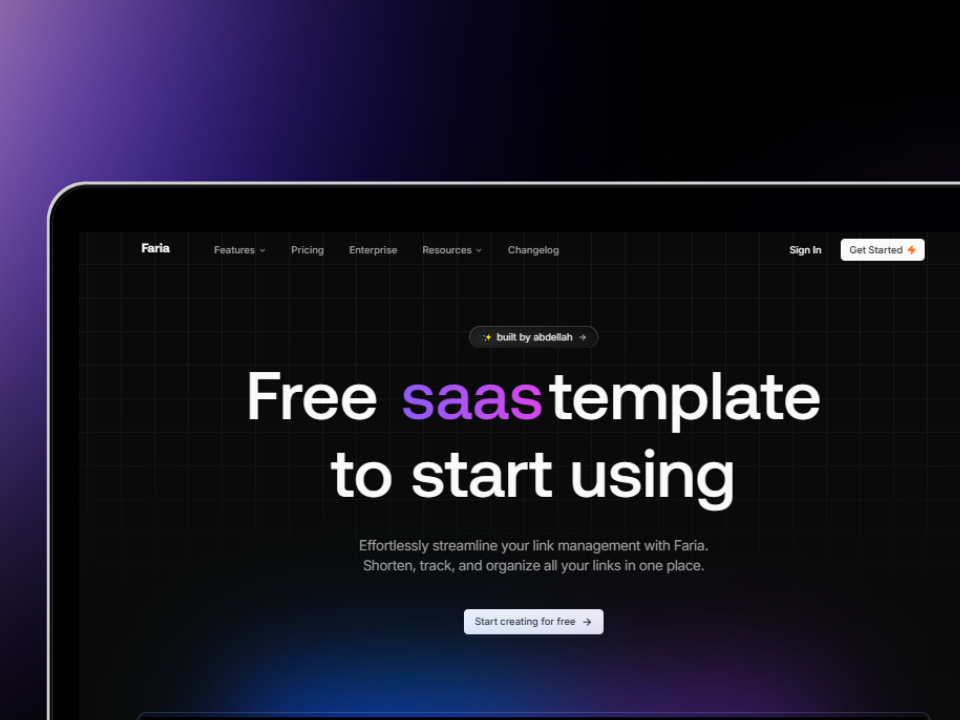 Faria
Features
Pricing
Enterprise
Resources
Changelog
Sign In
Get Started
built by abdellah →
Free saas template
to start using
Effortlessly streamline your link management with Faria.
Shorten, track, and organize all your links in one place.
Start creating for free →